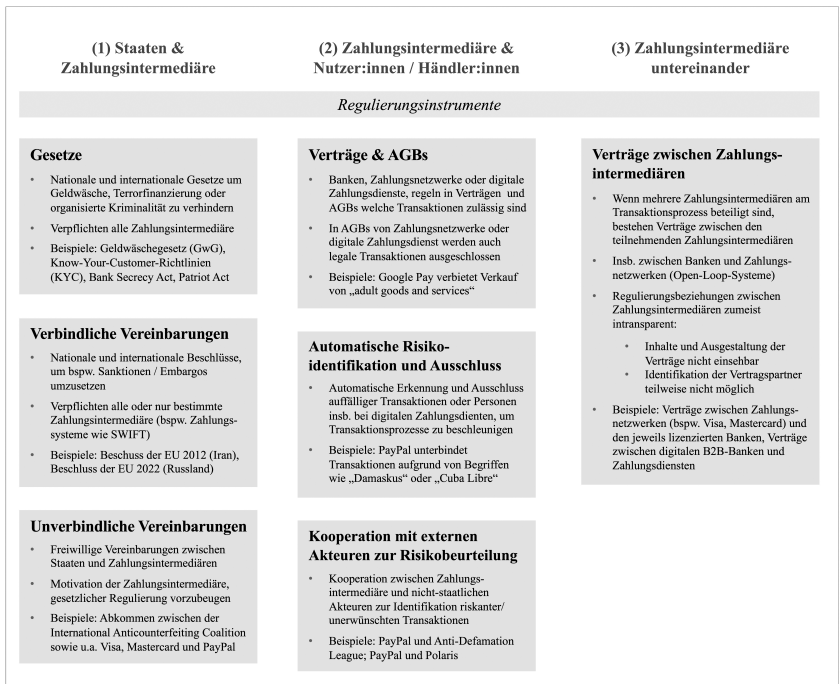 (1) Staaten &
Zahlungsintermediäre
(2) Zahlungsintermediäre &
Nutzer:innen / Händler:innen
(3) Zahlungsintermediäre
untereinander
Regulierungsinstrumente
Gesetze
• Nationale und internationale Gesetze um
Geldwäsche, Terrorfinanzierung oder
organisierte Kriminalität zu verhindern
• Verpflichten alle Zahlungsintermediäre
• Beispiele: Geldwäschegesetz (GwG),
Know-Your-Customer-Richtlinien
(KYC), Bank Secrecy Act, Patriot Act
Verbindliche Vereinbarungen
• Nationale und internationale Beschlüsse,
um bspw. Sanktionen / Embargos
umzusetzen
• Verpflichten alle oder nur bestimmte
Zahlungsintermediäre (bspw. Zahlungs-
systeme wie SWIFT)
• Beispiele: Beschuss der EU 2012 (Iran),
Beschluss der EU 2022 (Russland)
Unverbindliche Vereinbarungen
• Freiwillige Vereinbarungen zwischen
Staaten und Zahlungsintermediären
• Motivation der Zahlungsintermediäre,
gesetzlicher Regulierung vorzubeugen
• Beispiele: Abkommen zwischen der
International Anticounterfeiting Coalition
sowie u.a. Visa, Mastercard und PayPal
Verträge & AGBs
• Banken, Zahlungsnetzwerke oder digitale
Zahlungsdienste, regeln in Verträgen und
AGBs welche Transaktionen zulässig sind
• In AGBs von Zahlungsnetzwerke oder
digitale Zahlungsdienst werden auch
legale Transaktionen ausgeschlossen
• Beispiele: Google Pay verbietet Verkauf
von „adult goods and services“
Automatische Risiko-
identifikation und Ausschluss
• Automatische Erkennung und Ausschluss
auffälliger Transaktionen oder Personen
insb. bei digitalen Zahlungsdiensten, um
Transaktionsprozesse zu beschleunigen
• Beispiele: PayPal unterbindet
Transaktionen aufgrund von Begriffen
wie „Damaskus“ oder „Cuba Libre“
Kooperation mit externen
Akteuren zur Risikobeurteilung
• Kooperation zwischen Zahlungs-
intermediäre und nicht-staatlichen
Akteuren zur Identifikation riskanter/
unerwünschten Transaktionen
• Beispiele: PayPal und Anti-Defamation
League; PayPal und Polaris
Verträge zwischen Zahlungs-
intermediären
• Wenn mehrere Zahlungsintermediären am
Transaktionsprozess beteiligt sind,
bestehen Verträge zwischen den
teilnehmenden Zahlungsintermediären
• Insb. zwischen Banken und Zahlungs-
netzwerken (Open-Loop-Systeme)
• Regulierungsbeziehungen zwischen
Zahlungsintermediären zumeist
intransparent:
• Inhalte und Ausgestaltung der
Verträge nicht einsehbar
• Identifikation der Vertragspartner
teilweise nicht möglich
• Beispiele: Verträge zwischen Zahlungs-
netzwerken (bspw. Visa, Mastercard) und
den jeweils lizenzierten Banken, Verträge
zwischen digitalen B2B-Banken und
Zahlungsdiensten